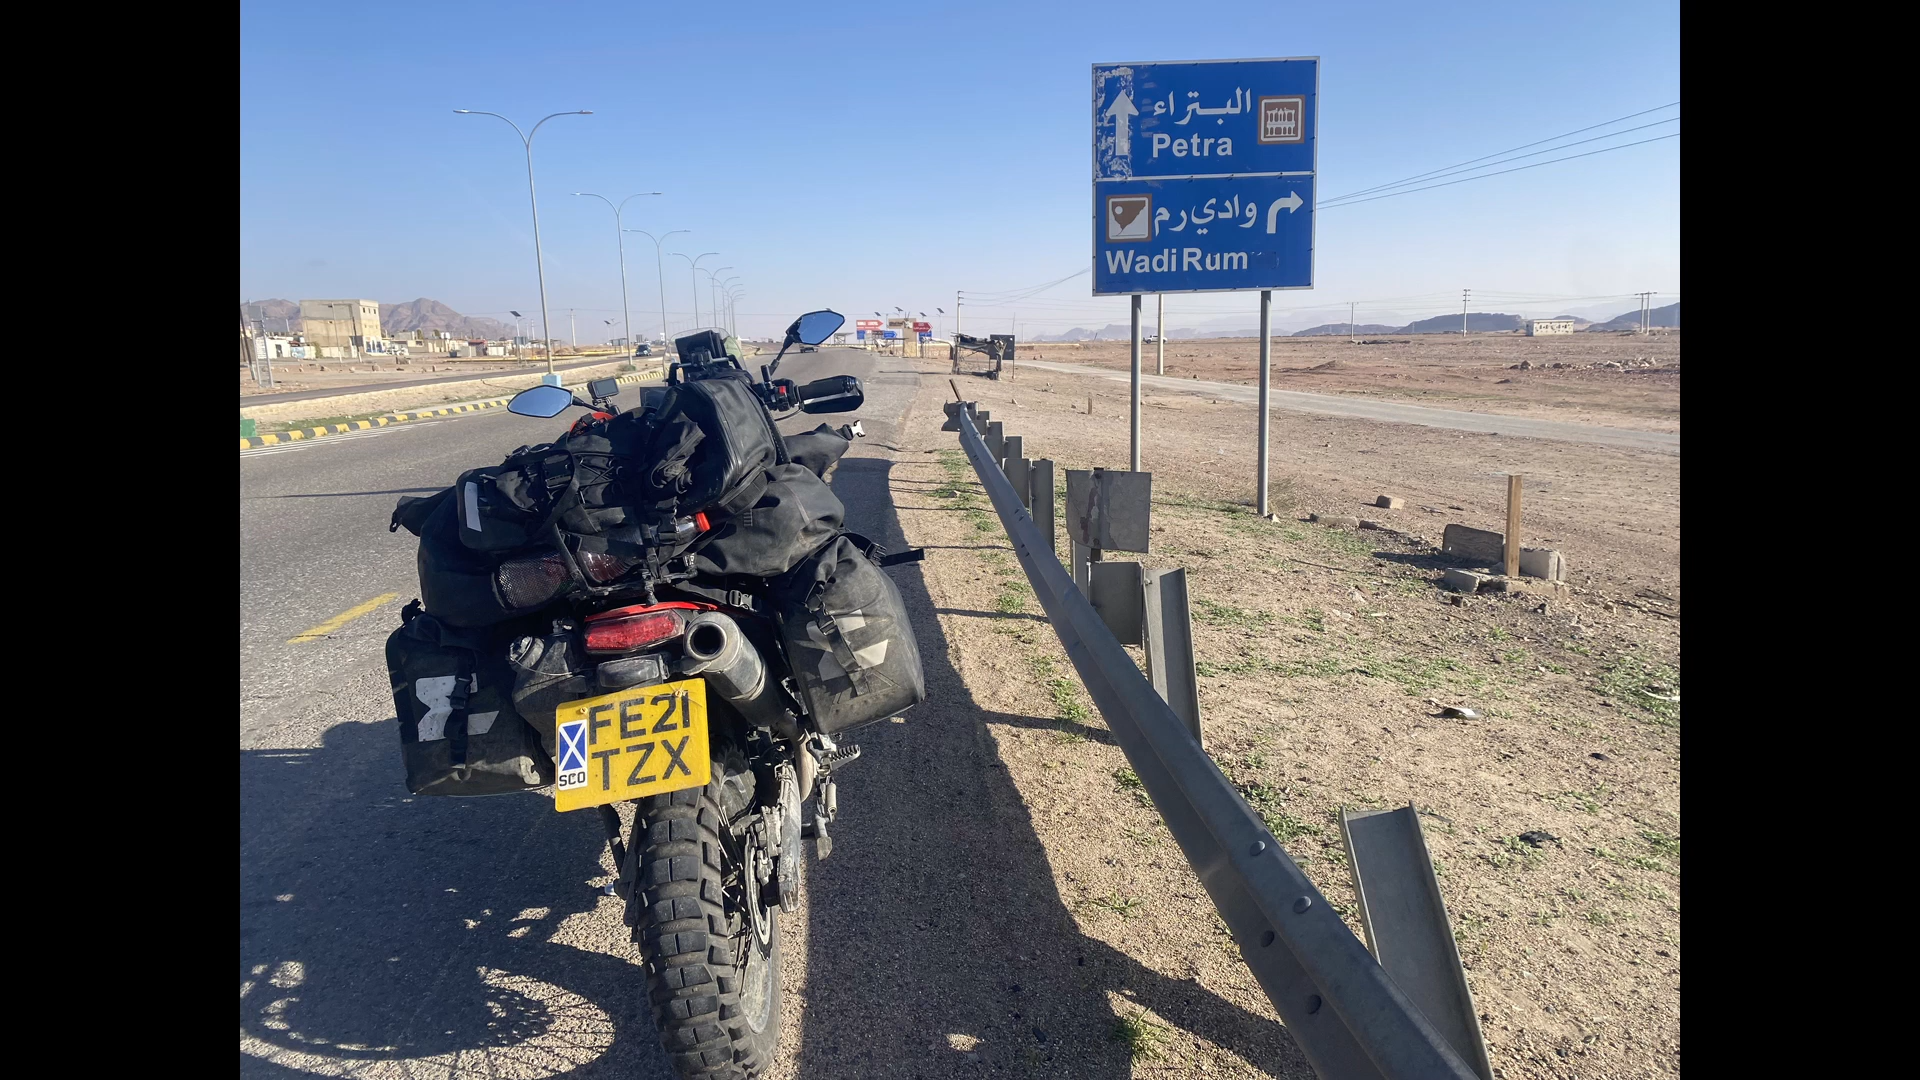 البتراء
Petra
وادي رم
Wadi Rum
FE21
SCO
TZX